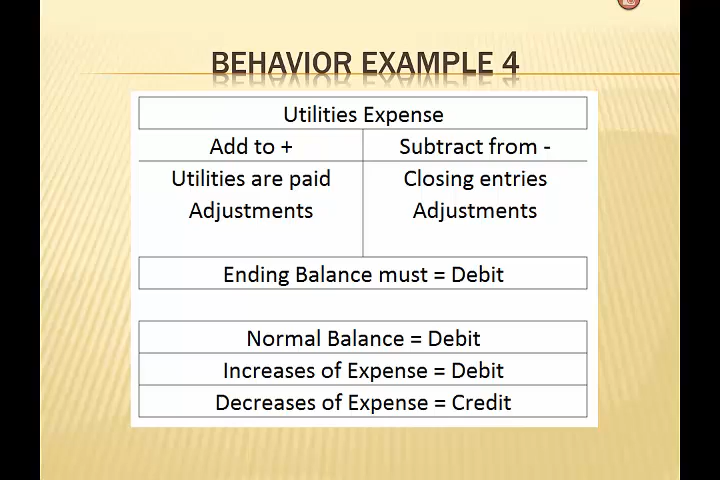 BEHAVIOR EXAMPLE 4
Utilities Expense
Add to + Subtract from -
Utilities are paid Closing entries
Adjustments Adjustments
Ending Balance must = Debit
Normal Balance = Debit
Increases of Expense = Debit
Decreases of Expense = Credit